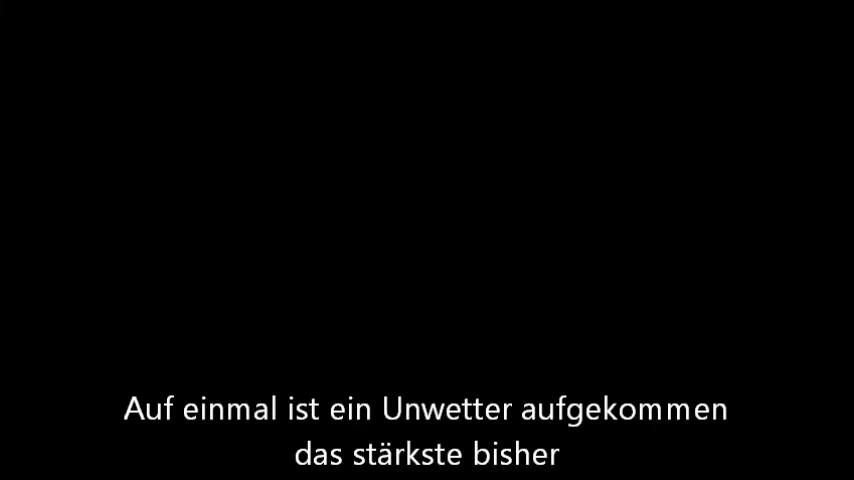 Auf einmal ist ein Unwetter aufgekommen
das stärkste bisher